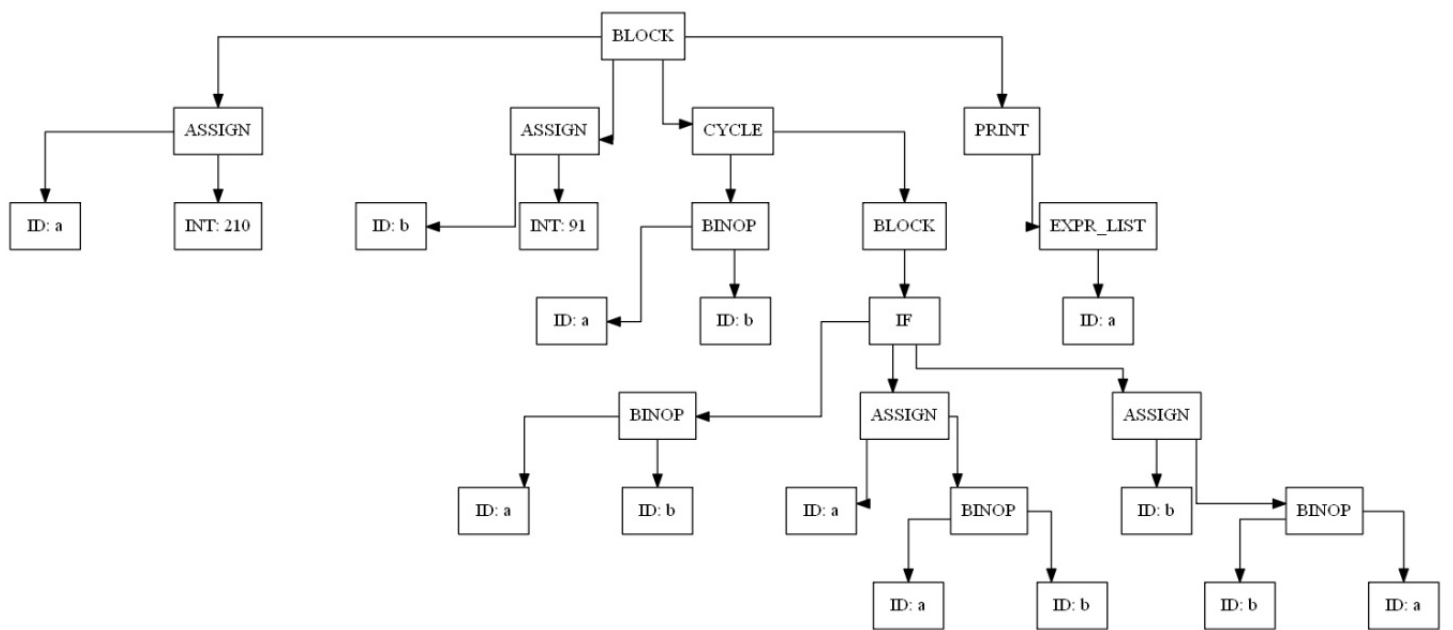 BLOCK
ASSIGN
ASSIGN
CYCLE
PRINT
ID: a
INT: 210
ID: b
INT: 91
BINOP
BLOCK
EXPR_LIST
ID: a
ID: b
IF
ID: a
BINOP
ASSIGN
ASSIGN
ID: a
ID: b
ID: a
BINOP
ID: b
BINOP
ID: a
ID: b
ID: b
ID: a